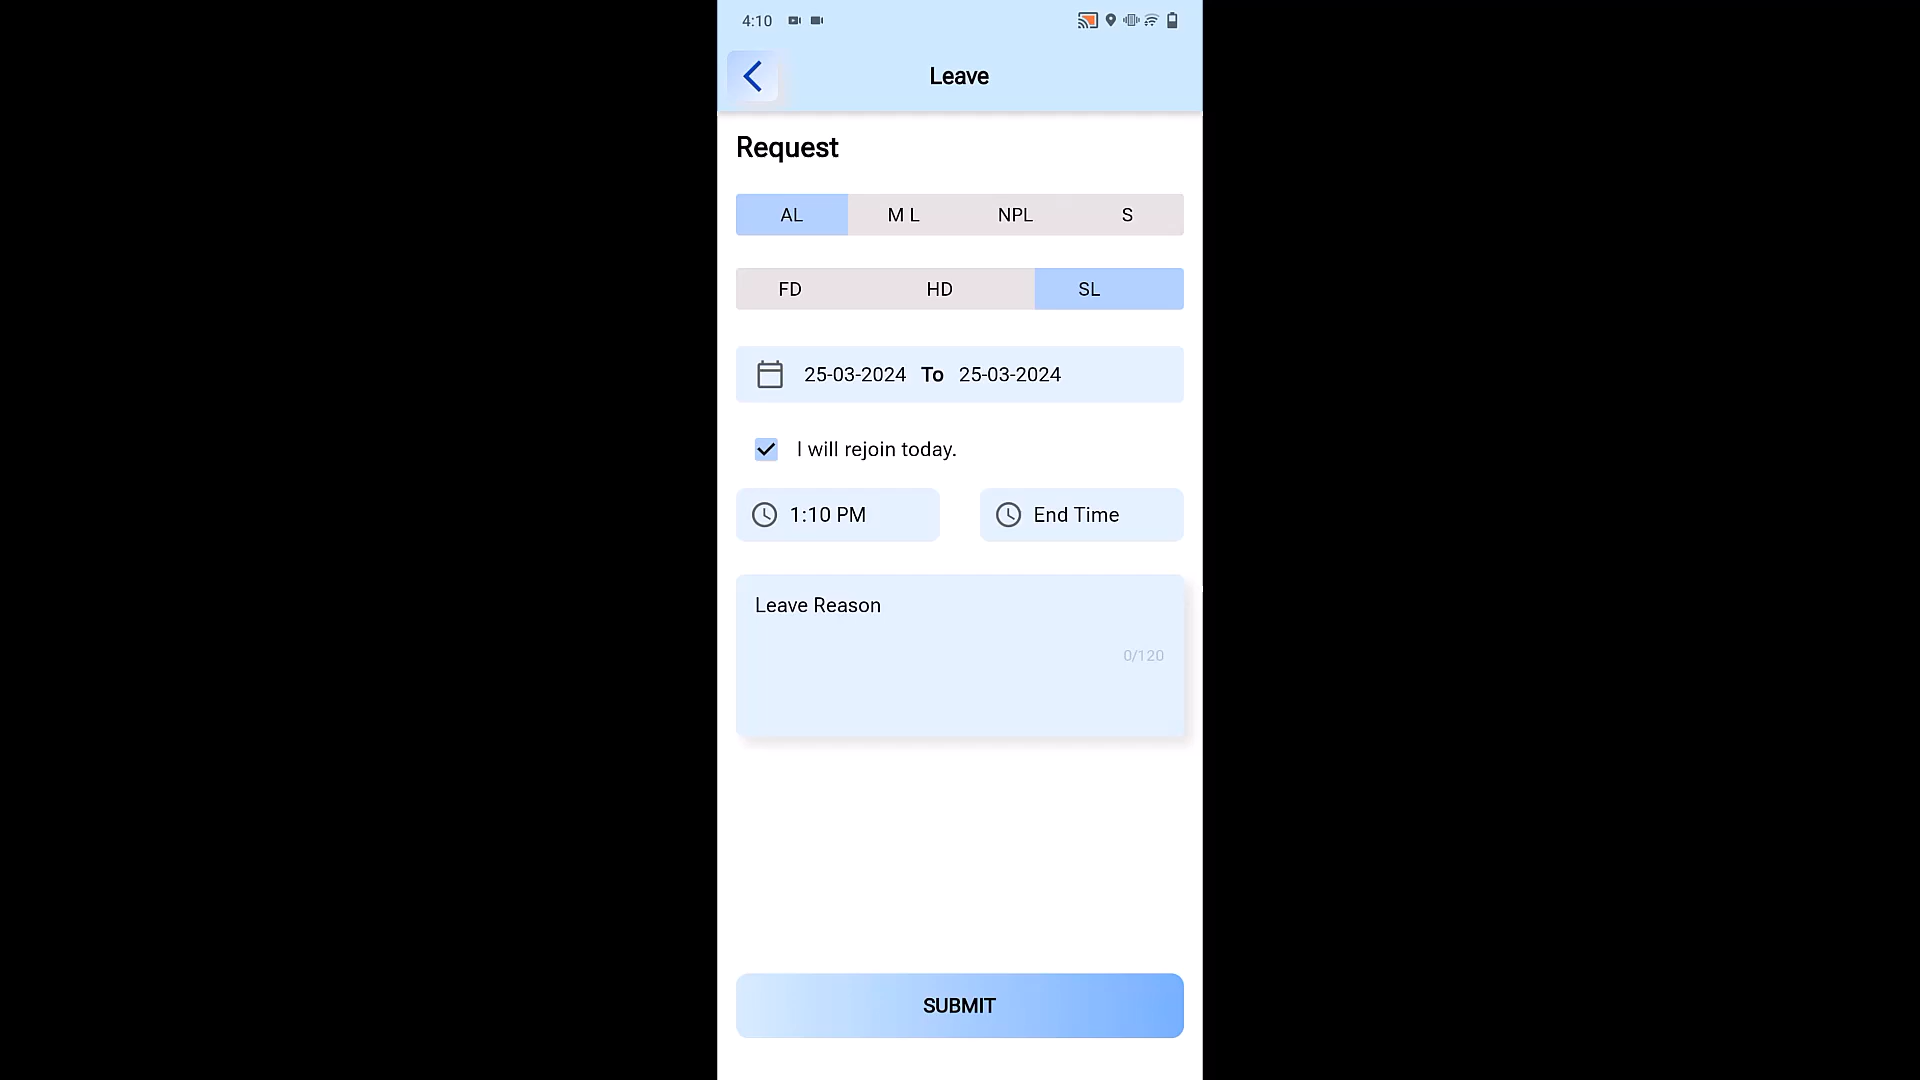 4:10
Leave
Request
AL M L NPL S
FD HD SL
25-03-2024 To 25-03-2024
I will rejoin today.
1:10 PM End Time
Leave Reason
0/120
SUBMIT